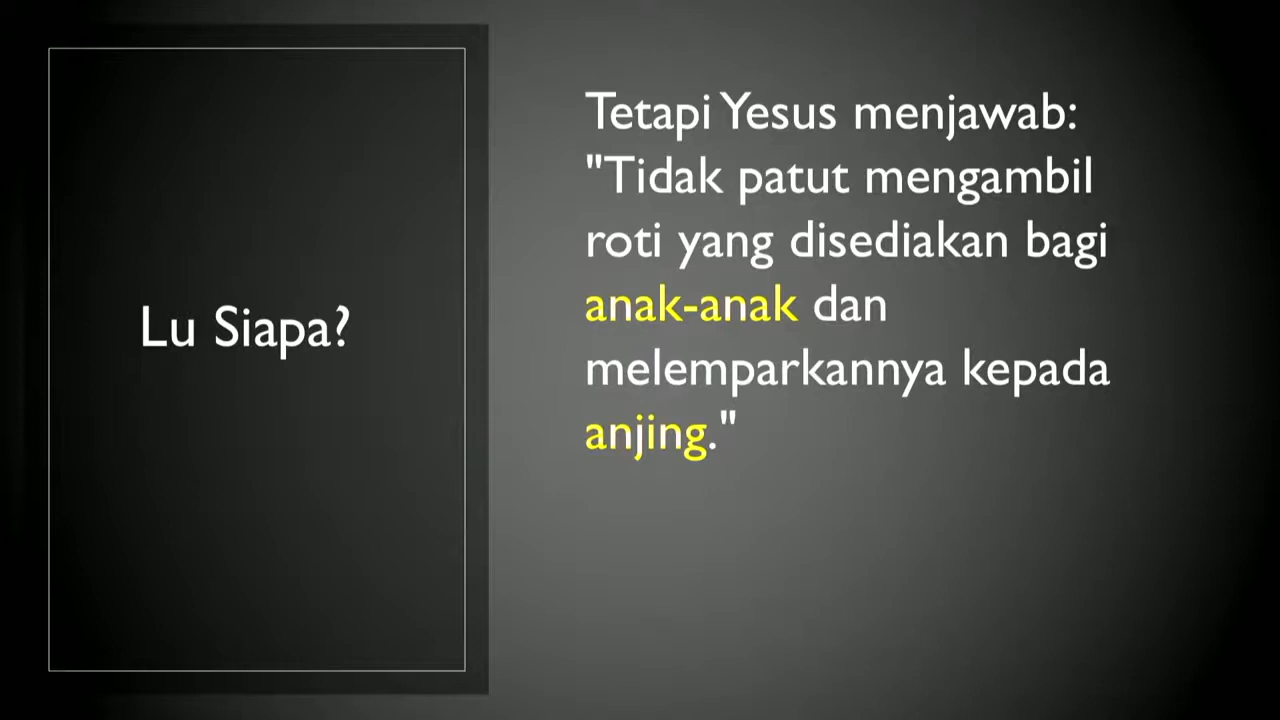 Lu Siapa?
Tetapi Yesus menjawab:
"Tidak patut mengambil
roti yang disediakan bagi
anak-anak dan
melemparkannya kepada
anjing."